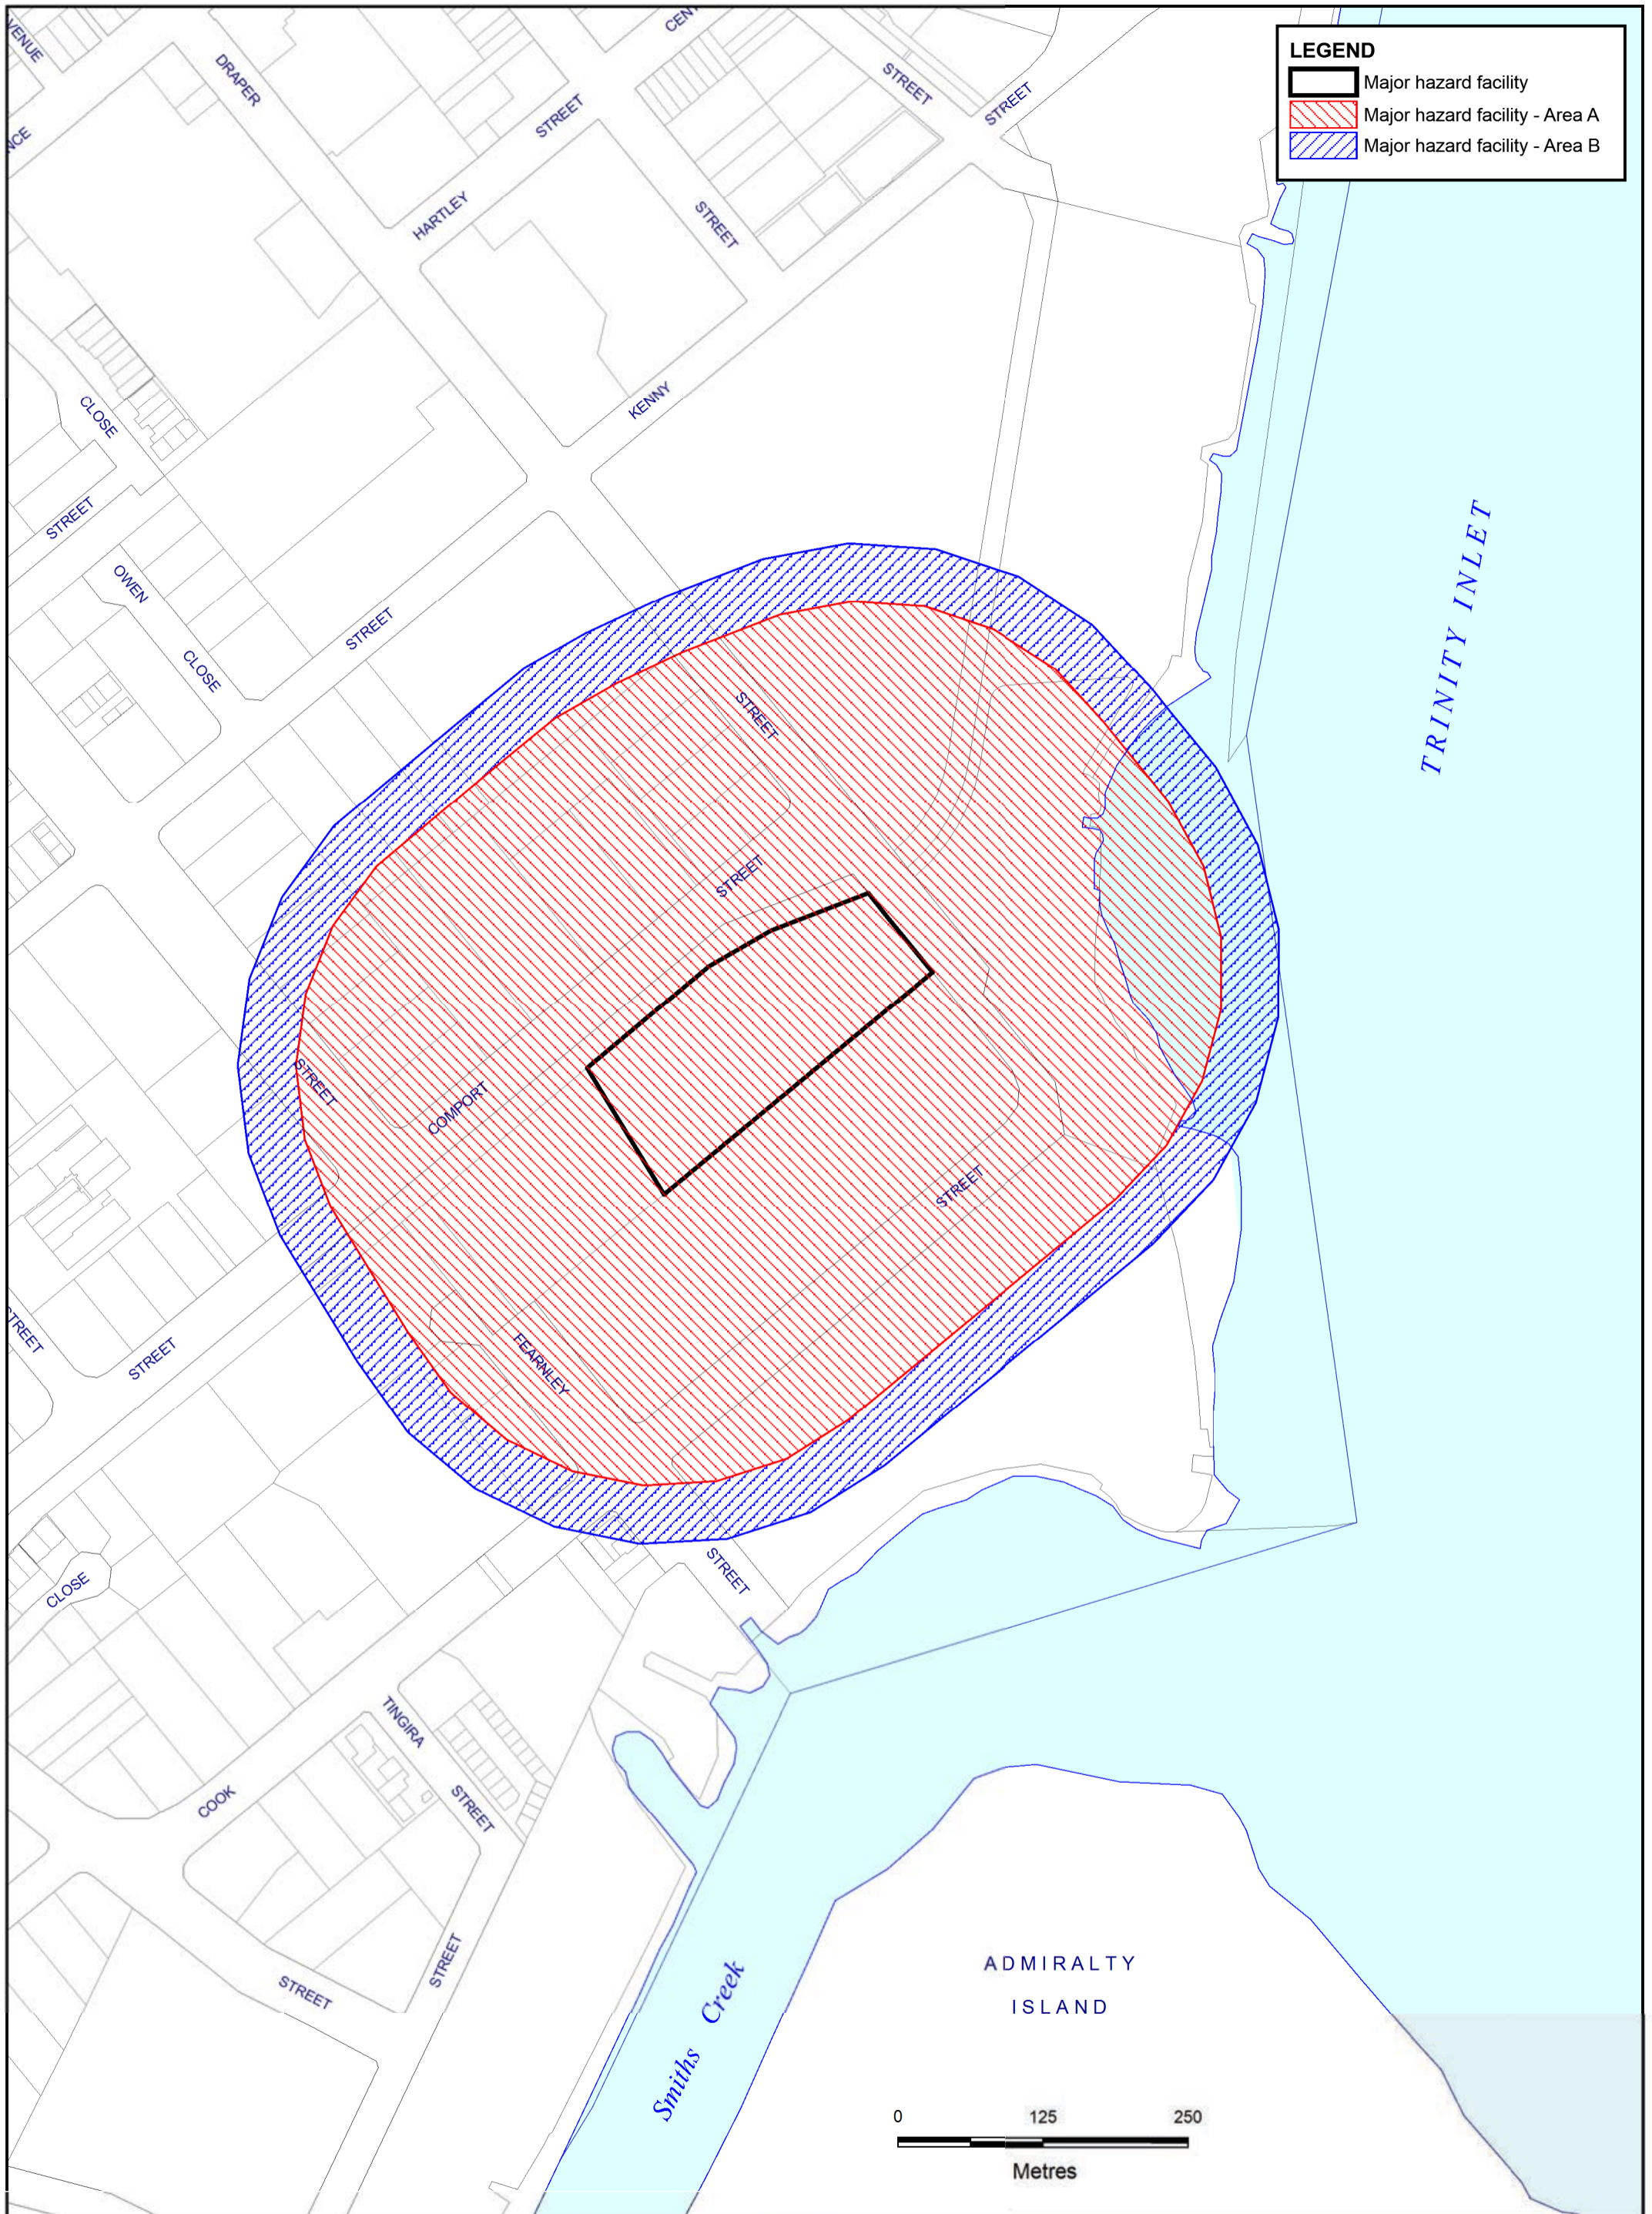 LEGEND
Major hazard facility
Major hazard facility - Area A
Major hazard facility - Area B
DRAPER
STREET
STREET
STREET
HARTLEY
STREET
KENNY
CLOSE
STREET
OWEN
CLOSE
STREET
TRINITY INLET
STREET
STREET
STREET
COMPORT
STREET
FEARNLEY
STREET
STREET
CLOSE
TINGIRA
STREET
COOK
STREET
STREET
Smiths Creek
ADMIRALTY
ISLAND
0 125 250
Metres